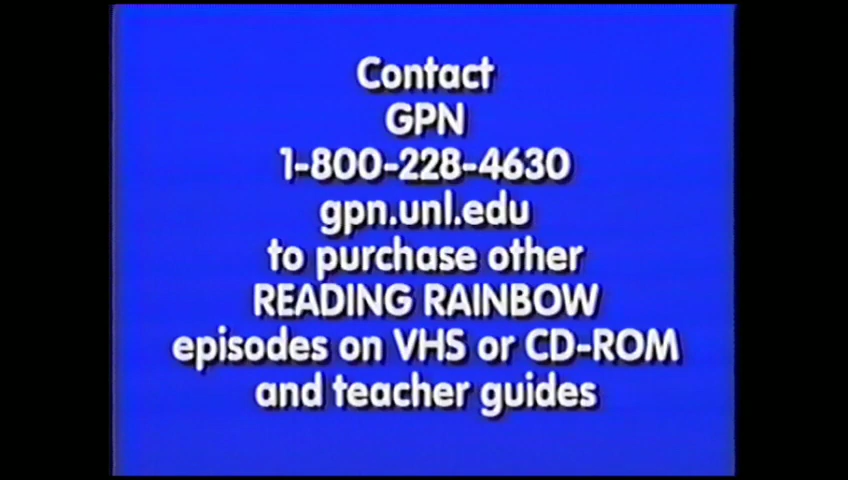 Contact
GPN
1-800-228-4630
gpn.unl.edu
to purchase other
READING RAINBOW
episodes on VHS or CD-ROM
and teacher guides